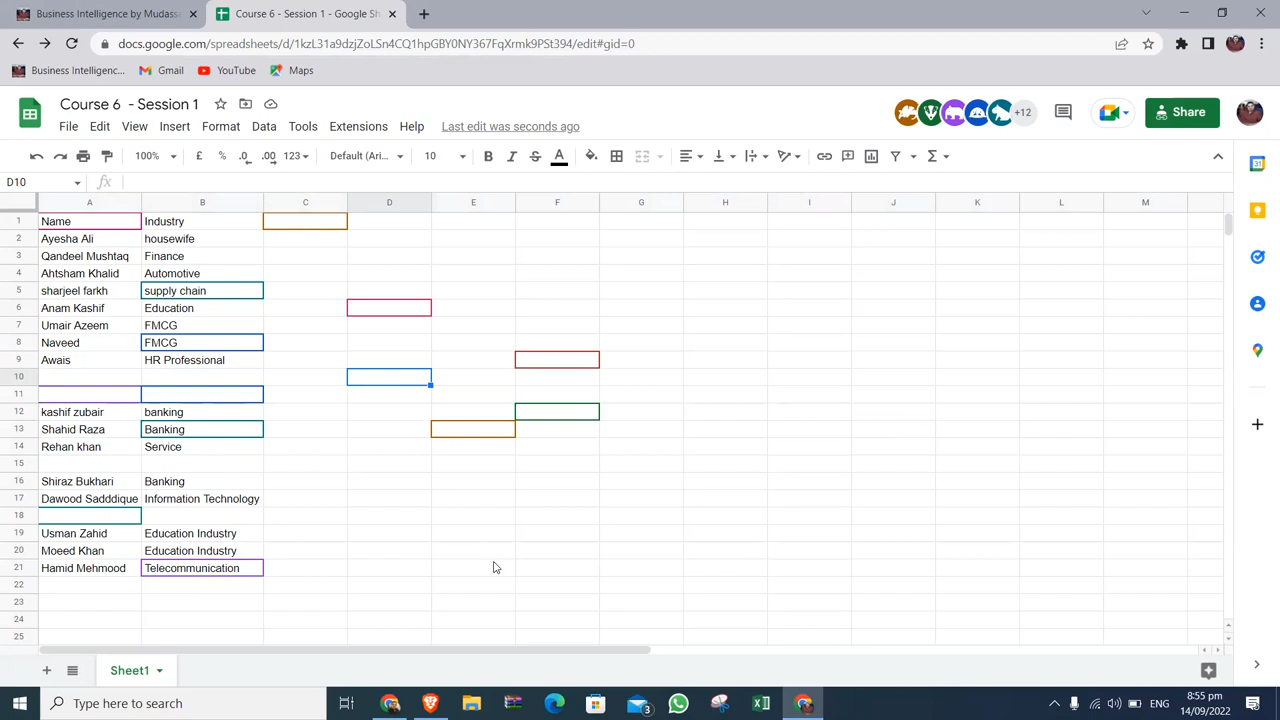 Business Intelligence by Mudass
Course 6 - Session 1 - Google Sh
docs.google.com/spreadsheets/d/1kzL31a9dzjZoLSn4CQ1hpGBY0NY367FqXrmk9PSt394/edit#gid=0
Business Intelligenc... Gmail YouTube Maps
Course 6 - Session 1
+12 Share
File Edit View Insert Format Data Tools Extensions Help Last edit was seconds ago
100% £ % .0 .00 123 Default (Ari... 10 B I S A Σ
D10 fx
A B C D E F G H I J K L M
1 Name Industry
2 Ayesha Ali housewife
3 Qandeel Mushtaq Finance
4 Ahtsham Khalid Automotive
5 sharjeel farkh supply chain
6 Anam Kashif Education
7 Umair Azeem FMCG
8 Naveed FMCG
9 Awais HR Professional
10
11
12 kashif zubair banking
13 Shahid Raza Banking
14 Rehan khan Service
15
16 Shiraz Bukhari Banking
17 Dawood Sadddique Information Technology
18
19 Usman Zahid Education Industry
20 Moeed Khan Education Industry
21 Hamid Mehmood Telecommunication
22
23
24
25
Sheet1
Type here to search
3
ENG
8:55 pm
14/09/2022